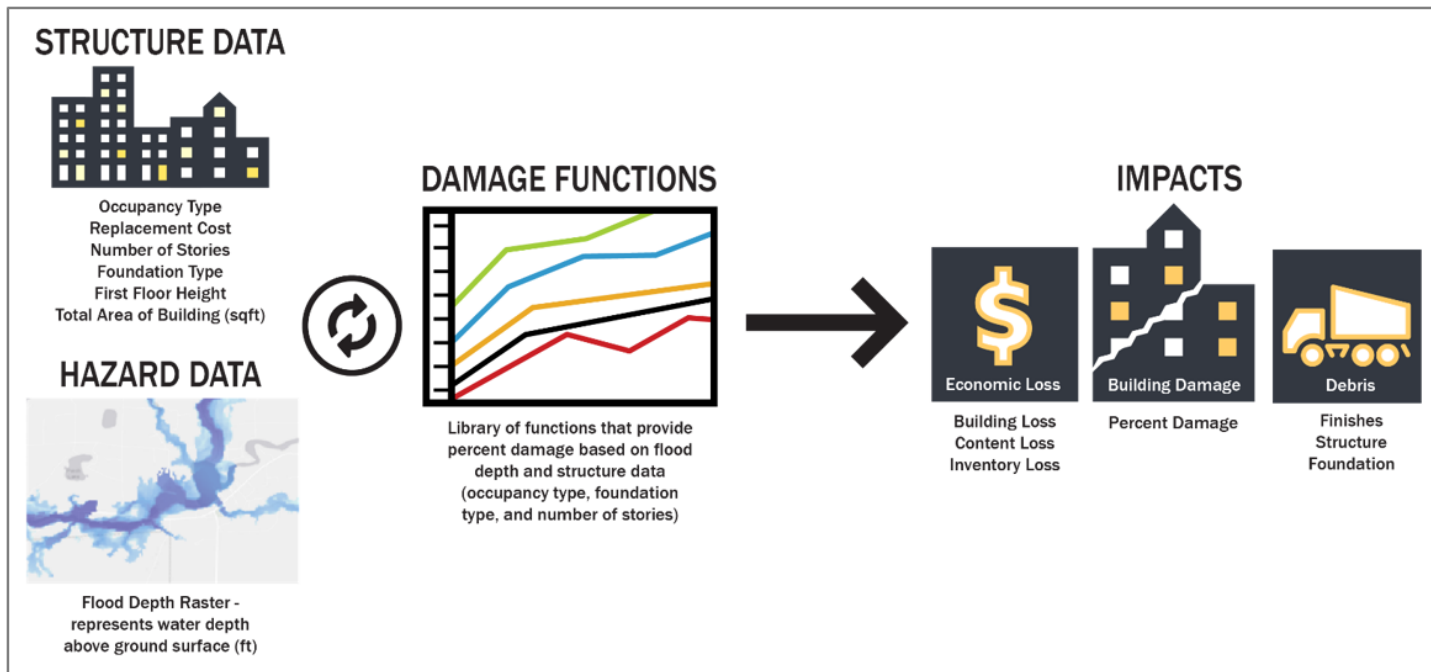 STRUCTURE DATA
Occupancy Type
Replacement Cost
Number of Stories
Foundation Type
First Floor Height
Total Area of Building (sqft)
HAZARD DATA
Flood Depth Raster -
represents water depth
above ground surface (ft)
DAMAGE FUNCTIONS
Library of functions that provide
percent damage based on flood
depth and structure data
(occupancy type, foundation
type, and number of stories)
IMPACTS
$
Economic Loss
Building Loss
Content Loss
Inventory Loss
Building Damage
Percent Damage
Debris
Finishes
Structure
Foundation